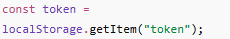 const token =
localStorage.getItem("token");